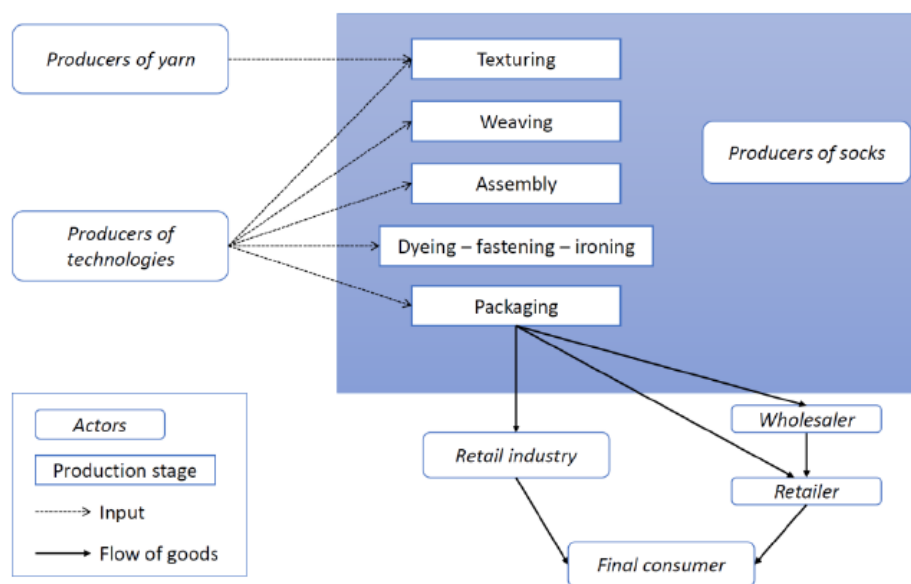 Producers of yarn
Texturing
Weaving
Producers of socks
Assembly
Producers of
technologies
Dyeing – fastening – ironing
Packaging
Actors
Wholesaler
Retail industry
Production stage
Retailer
Input
Flow of goods
Final consumer